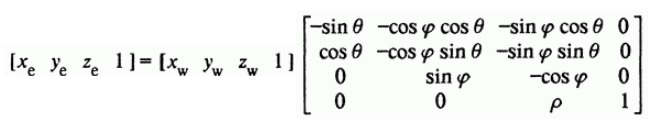 [x_e y_e z_e 1] = [x_w y_w z_w 1] [ −sin θ −cos φ cos θ −sin φ cos θ 0
cos θ −cos φ sin θ −sin φ sin θ 0
0 sin φ −cos φ 0
0 0 ρ 1 ]